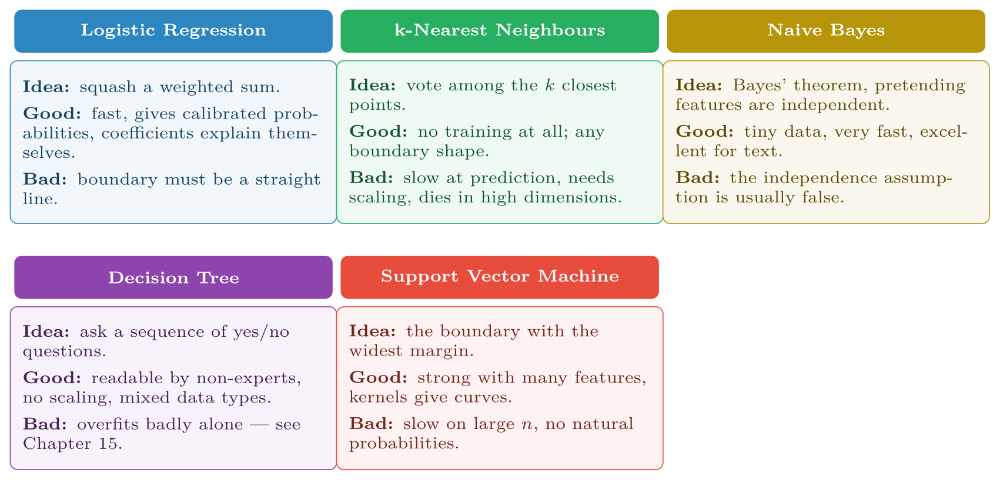 Logistic Regression
Idea: squash a weighted sum.
Good: fast, gives calibrated prob-
abilities, coefficients explain them-
selves.
Bad: boundary must be a straight
line.
k-Nearest Neighbours
Idea: vote among the k closest
points.
Good: no training at all; any
boundary shape.
Bad: slow at prediction, needs
scaling, dies in high dimensions.
Naive Bayes
Idea: Bayes’ theorem, pretending
features are independent.
Good: tiny data, very fast, excel-
lent for text.
Bad: the independence assump-
tion is usually false.
Decision Tree
Idea: ask a sequence of yes/no
questions.
Good: readable by non-experts,
no scaling, mixed data types.
Bad: overfits badly alone — see
Chapter 15.
Support Vector Machine
Idea: the boundary with the
widest margin.
Good: strong with many features,
kernels give curves.
Bad: slow on large n, no natural
probabilities.